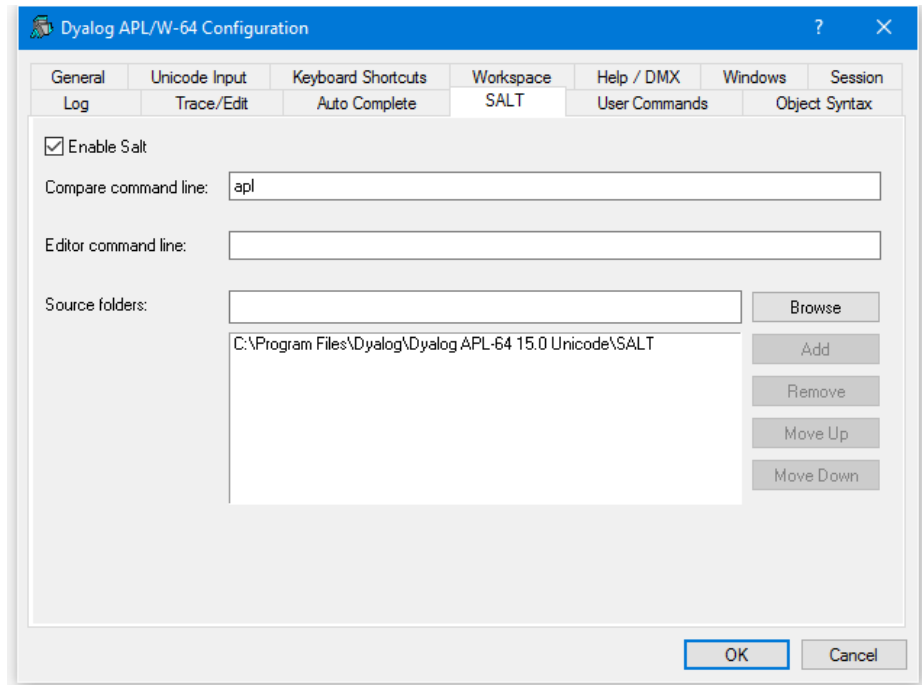 Dyalog APL/W-64 Configuration ? ×
General Unicode Input Keyboard Shortcuts Workspace Help / DMX Windows Session
Log Trace/Edit Auto Complete SALT User Commands Object Syntax
Enable Salt
Compare command line: apl
Editor command line:
Source folders: Browse
C:\Program Files\Dyalog\Dyalog APL-64 15.0 Unicode\SALT
Add
Remove
Move Up
Move Down
OK Cancel